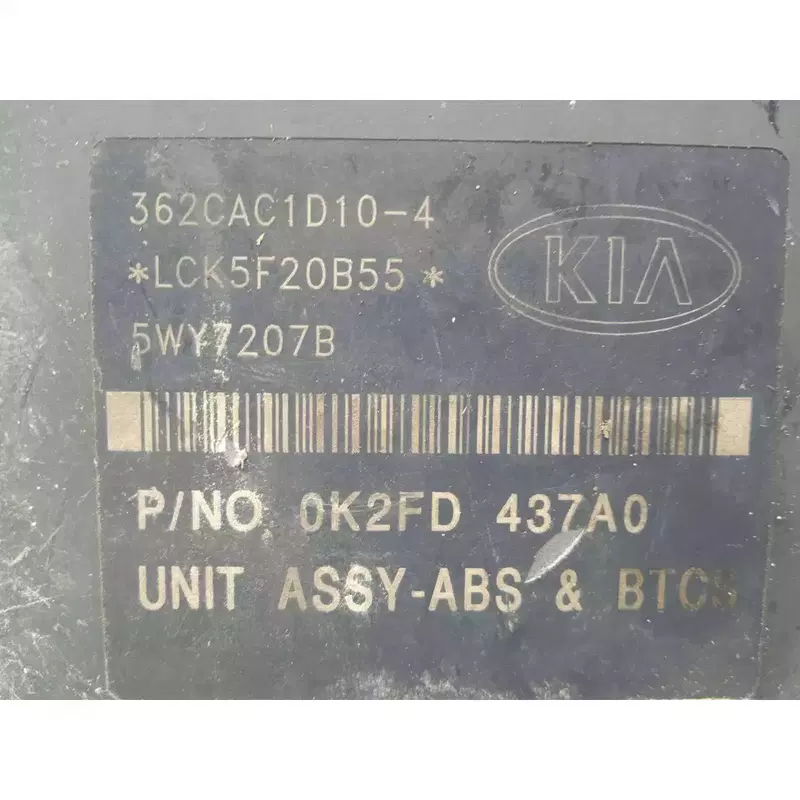 362CAC1D10-4
*LCK5F20B55*
KIA
5WY7207B
P/NO 0K2FD 437A0
UNIT ASSY-ABS & BTCS